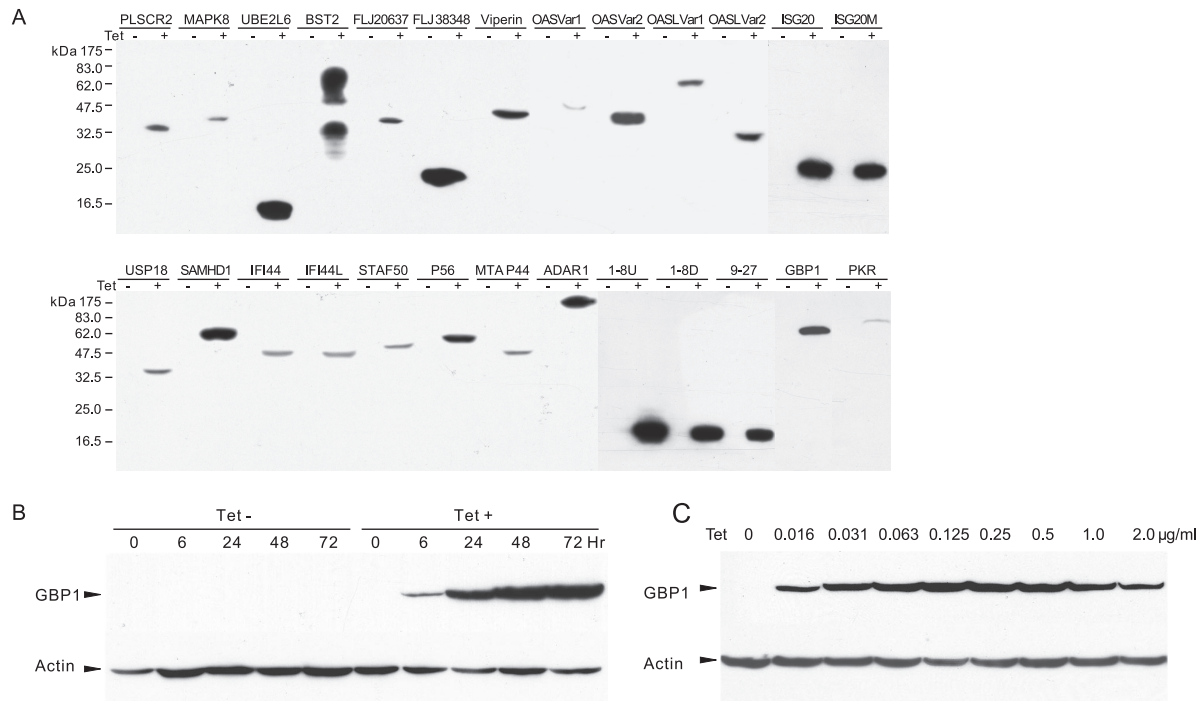 A
PLSCR2 MAPK8 UBE2L6 BST2 FLJ20637 FLJ38348 Viperin OASVar1 OASVar2 OASLVar1 OASLVar2 ISG20 ISG20M
Tet - + - + - + - + - + - + - + - + - + - + - + - + - +
kDa 175
83.0
62.0
47.5
32.5
25.0
16.5
USP18 SAMHD1 IFI44 IFI44L STAF50 P56 MTAP44 ADAR1 1-8U 1-8D 9-27 GBP1 PKR
Tet - + - + - + - + - + - + - + - + - + - + - + - + - +
kDa 175
83.0
62.0
47.5
32.5
25.0
16.5
B
Tet - Tet +
0 6 24 48 72 0 6 24 48 72 Hr
GBP1
Actin
C
Tet 0 0.016 0.031 0.063 0.125 0.25 0.5 1.0 2.0 µg/ml
GBP1
Actin